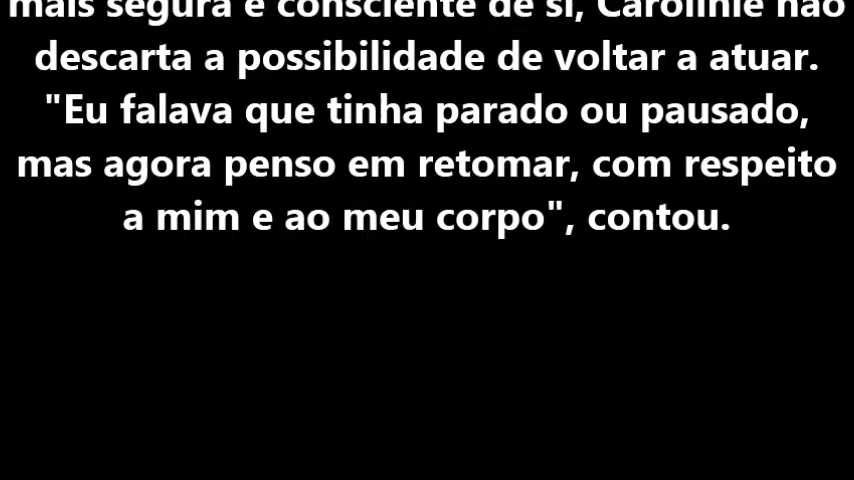 mais segura e consciente de si, Carolinie não
descarta a possibilidade de voltar a atuar.
"Eu falava que tinha parado ou pausado,
mas agora penso em retomar, com respeito
a mim e ao meu corpo", contou.